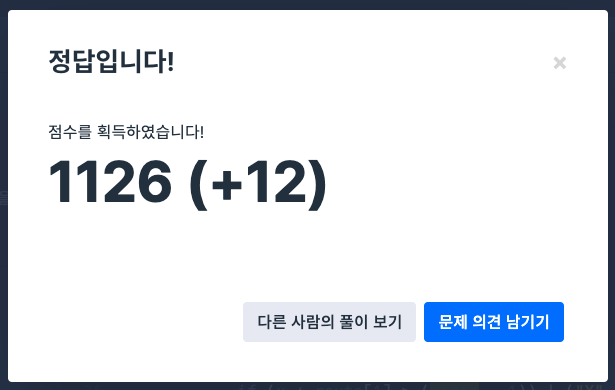 정답입니다!
×
점수를 획득하였습니다!
1126 (+12)
다른 사람의 풀이 보기
문제 의견 남기기